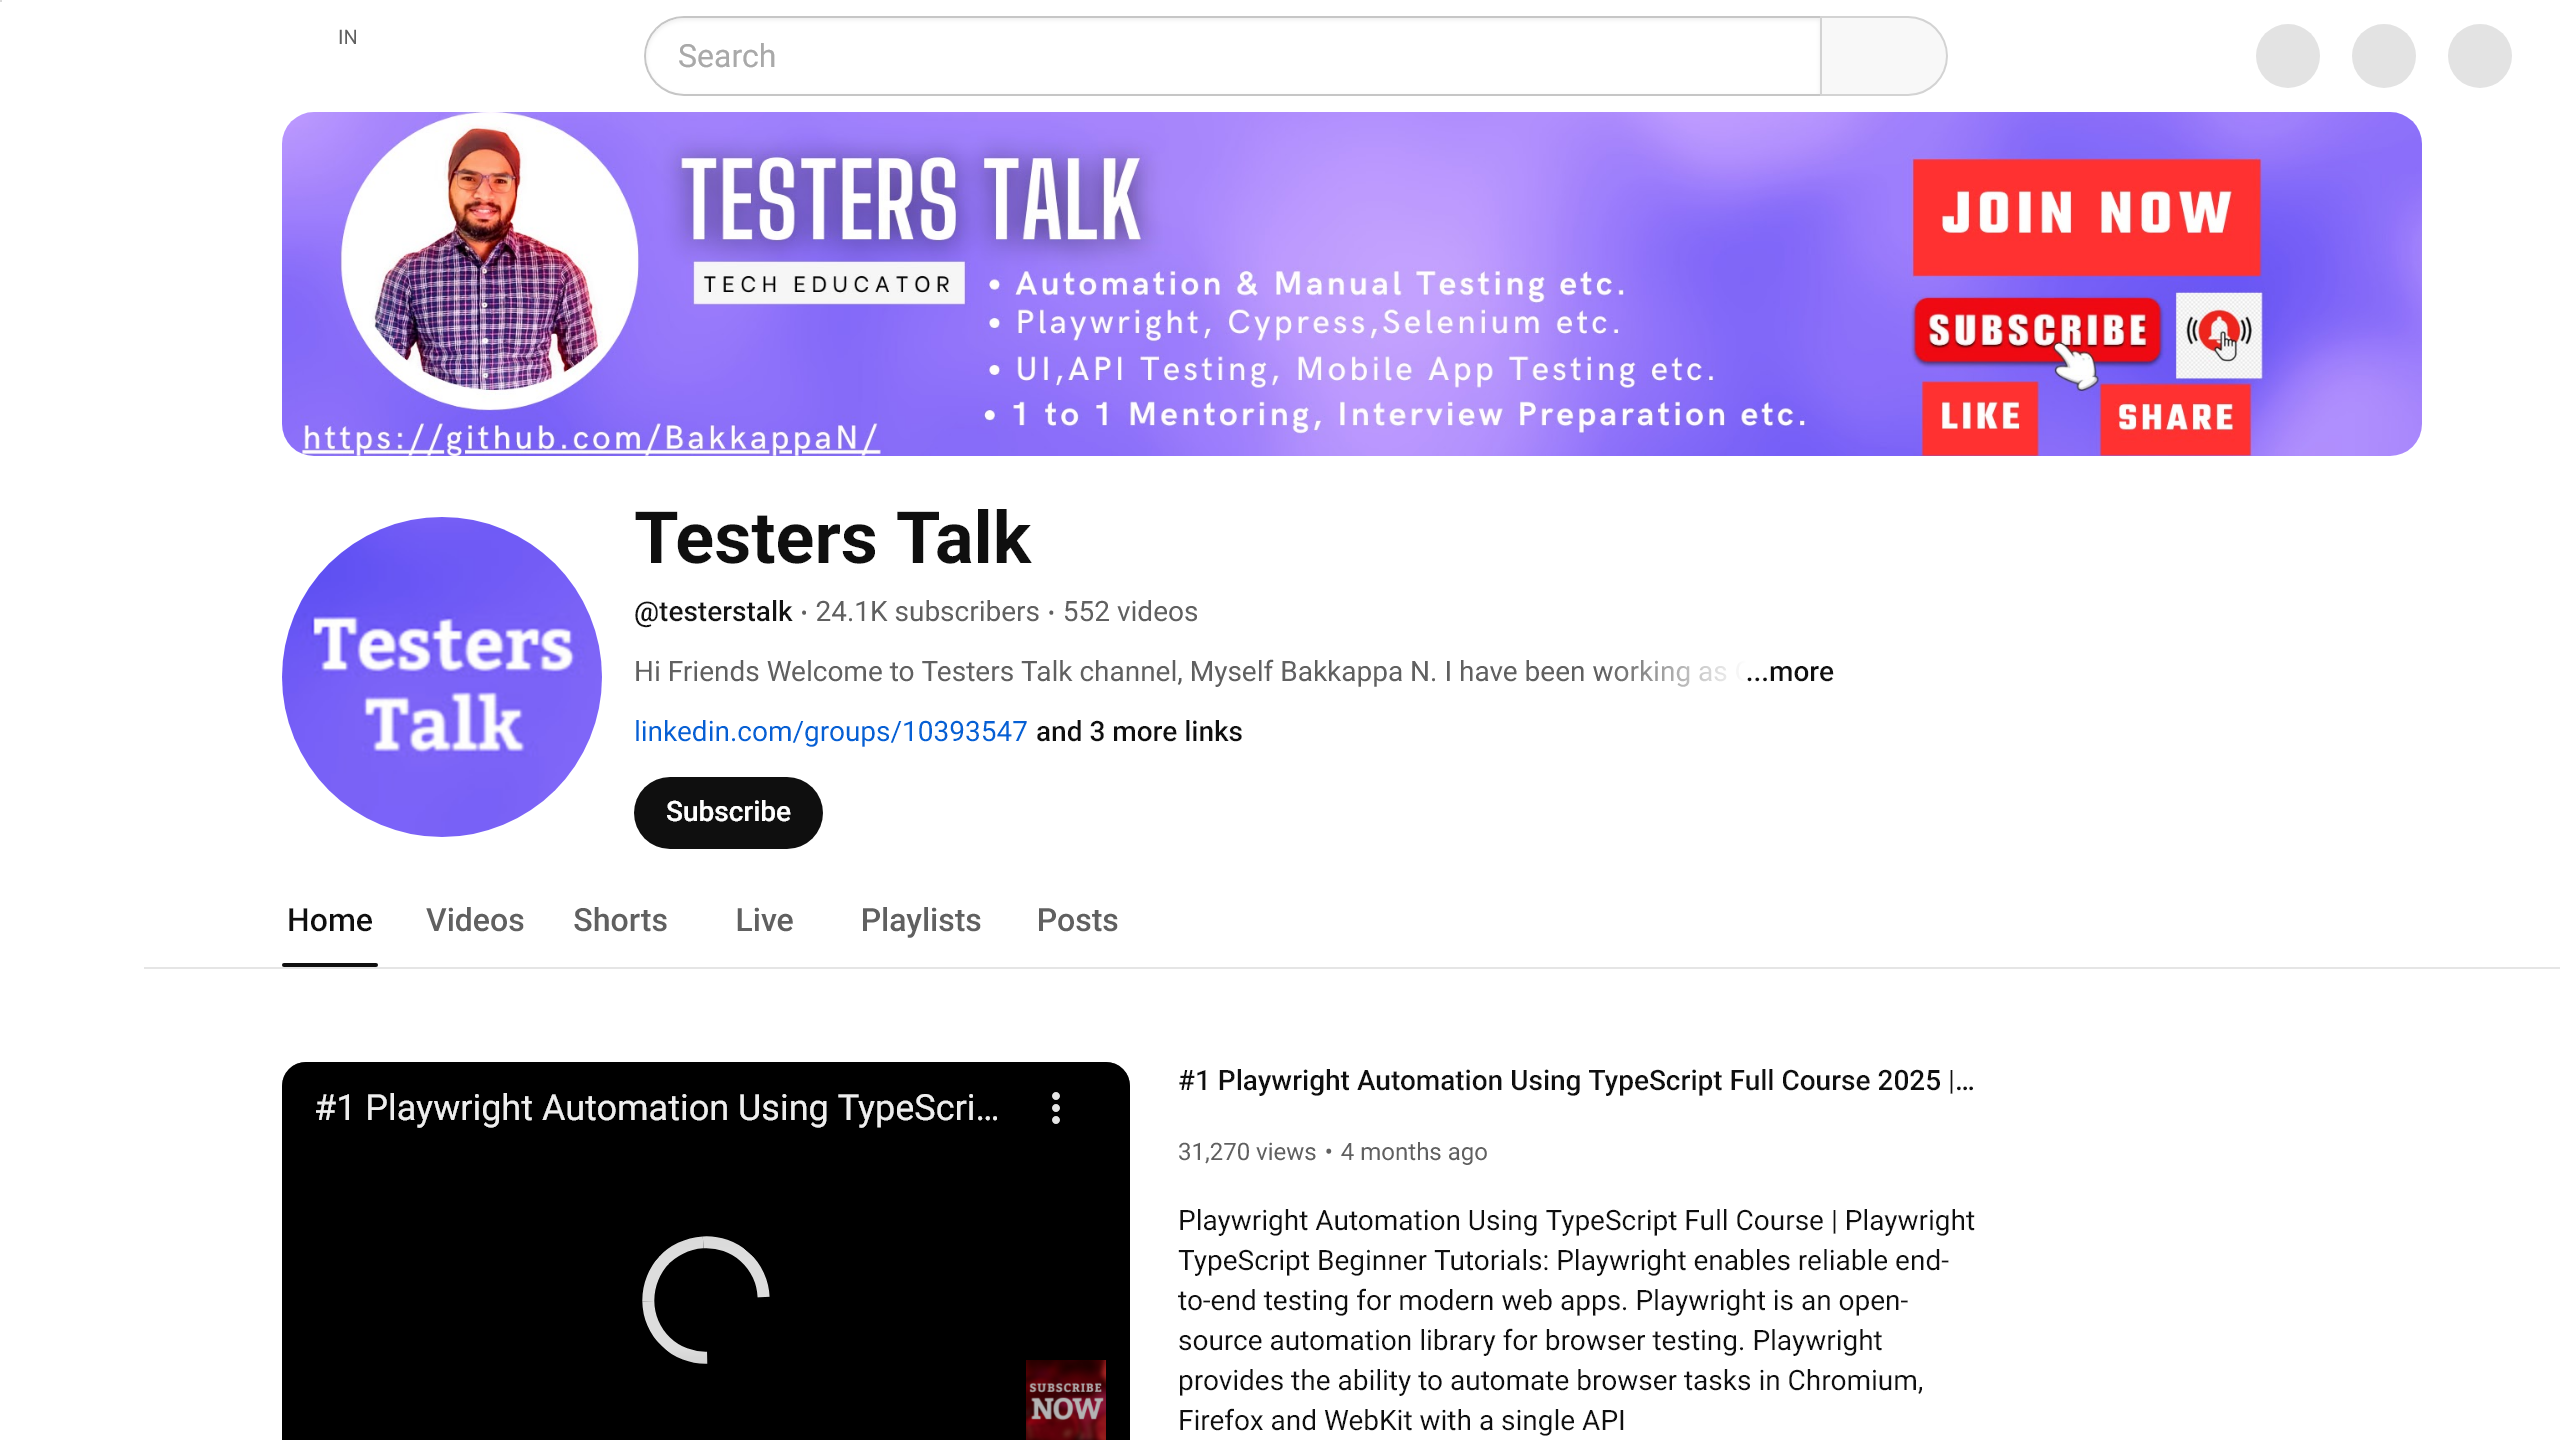 IN
Search
TESTERS TALK
TECH EDUCATOR
• Automation & Manual Testing etc.
• Playwright, Cypress,Selenium etc.
• UI,API Testing, Mobile App Testing etc.
• 1 to 1 Mentoring, Interview Preparation etc.
https://github.com/BakkappaN/
JOIN NOW
SUBSCRIBE
LIKE
SHARE
Testers
Talk
Testers Talk
@testerstalk • 24.1K subscribers • 552 videos
Hi Friends Welcome to Testers Talk channel, Myself Bakkappa N. I have been working as ...more
linkedin.com/groups/10393547 and 3 more links
Subscribe
Home Videos Shorts Live Playlists Posts
#1 Playwright Automation Using TypeScri...
SUBSCRIBE
NOW
#1 Playwright Automation Using TypeScript Full Course 2025 |...
31,270 views • 4 months ago
Playwright Automation Using TypeScript Full Course | Playwright
TypeScript Beginner Tutorials: Playwright enables reliable end-
to-end testing for modern web apps. Playwright is an open-
source automation library for browser testing. Playwright
provides the ability to automate browser tasks in Chromium,
Firefox and WebKit with a single API